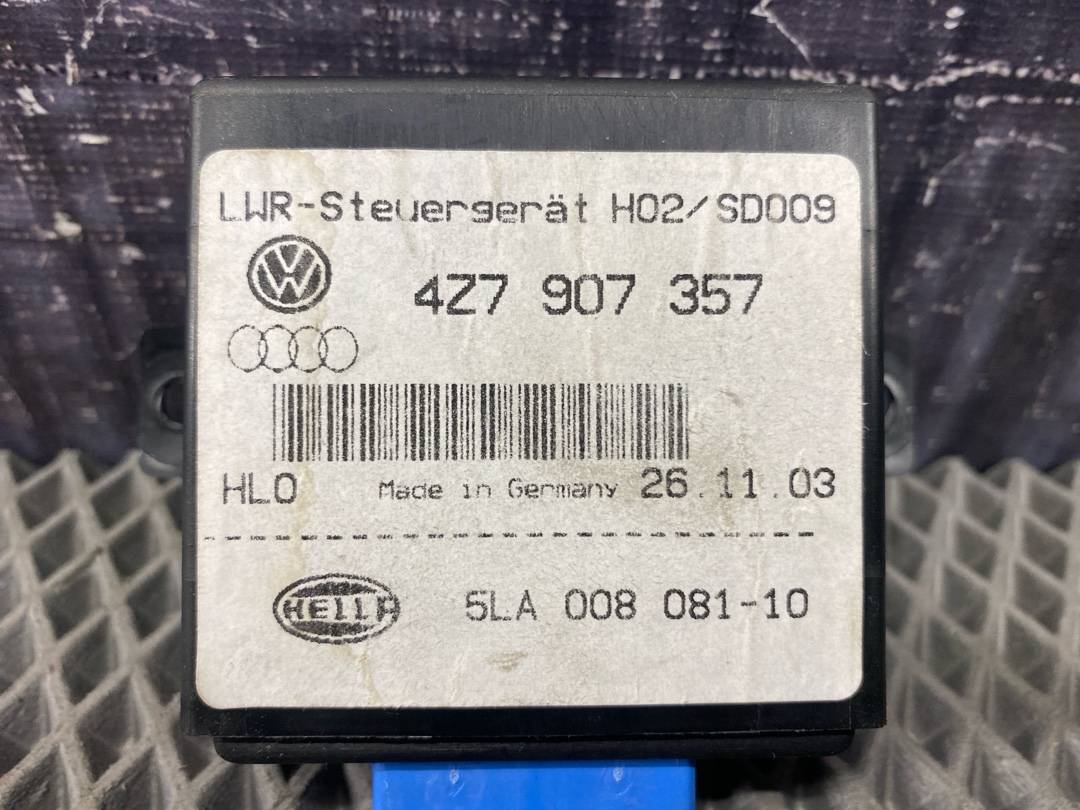 LWR-Steuergerät H02/SD009
4Z7 907 357
HLO Made in Germany 26.11.03
HELLA 5LA 008 081-10